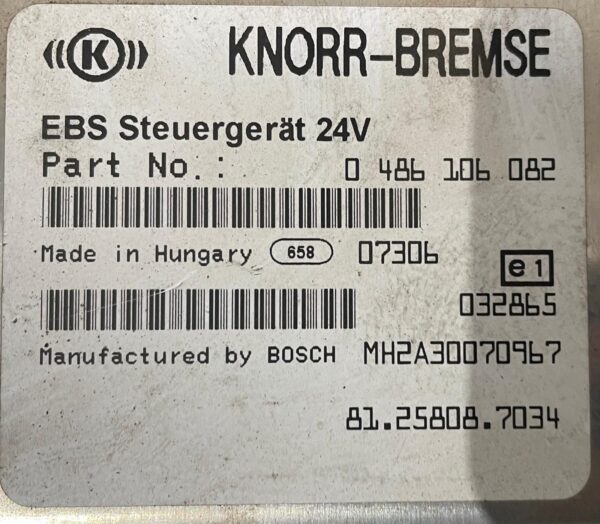 K KNORR-BREMSE
EBS Steuergerät 24V
Part No.: 0 486 106 082
Made in Hungary 658 07306
e1
032865
Manufactured by BOSCH MH2A30070967
81.25808.7034